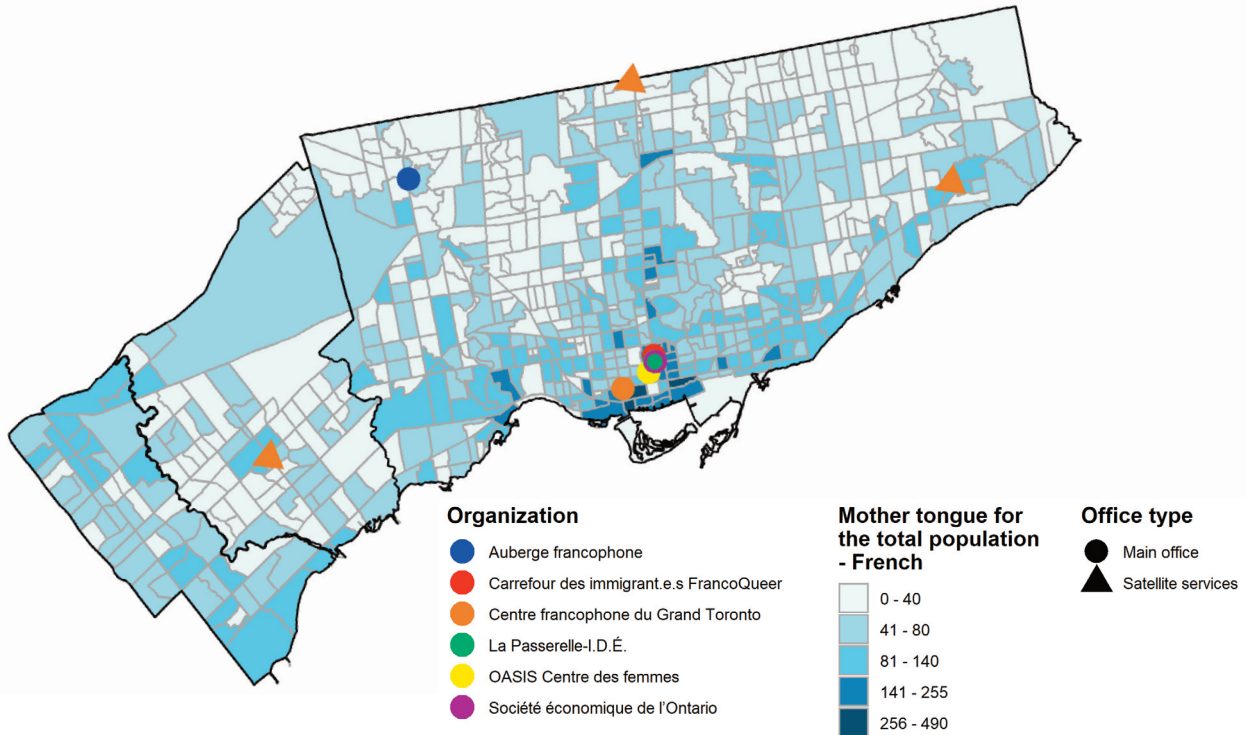 Organization
Auberge francophone
Carrefour des immigrant.e.s FrancoQueer
Centre francophone du Grand Toronto
La Passerelle-I.D.É.
OASIS Centre des femmes
Société économique de l'Ontario
Mother tongue for
the total population
- French
0 - 40
41 - 80
81 - 140
141 - 255
256 - 490
Office type
Main office
Satellite services